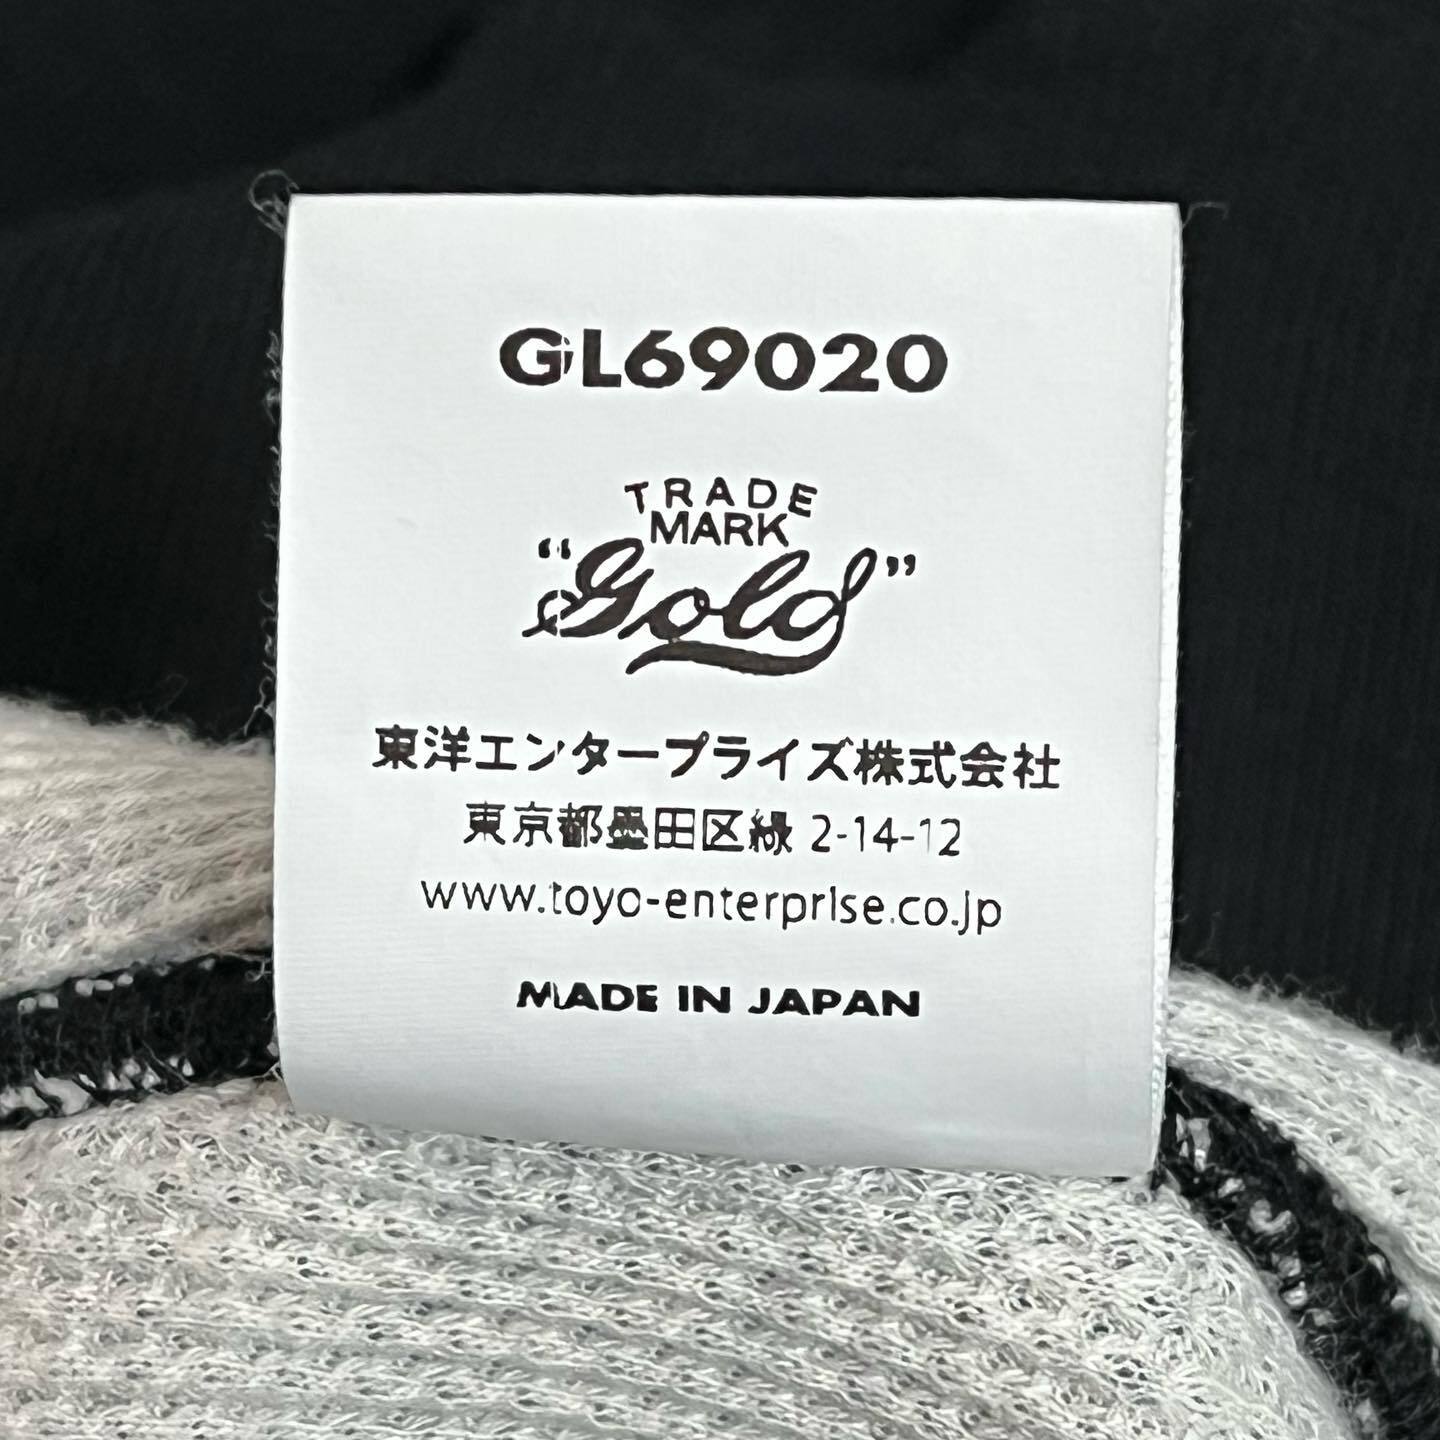 GL69020
TRADE
MARK
"Gold"
東洋エンタープライズ株式会社
東京都墨田区緑 2-14-12
www.toyo-enterprise.co.jp
MADE IN JAPAN